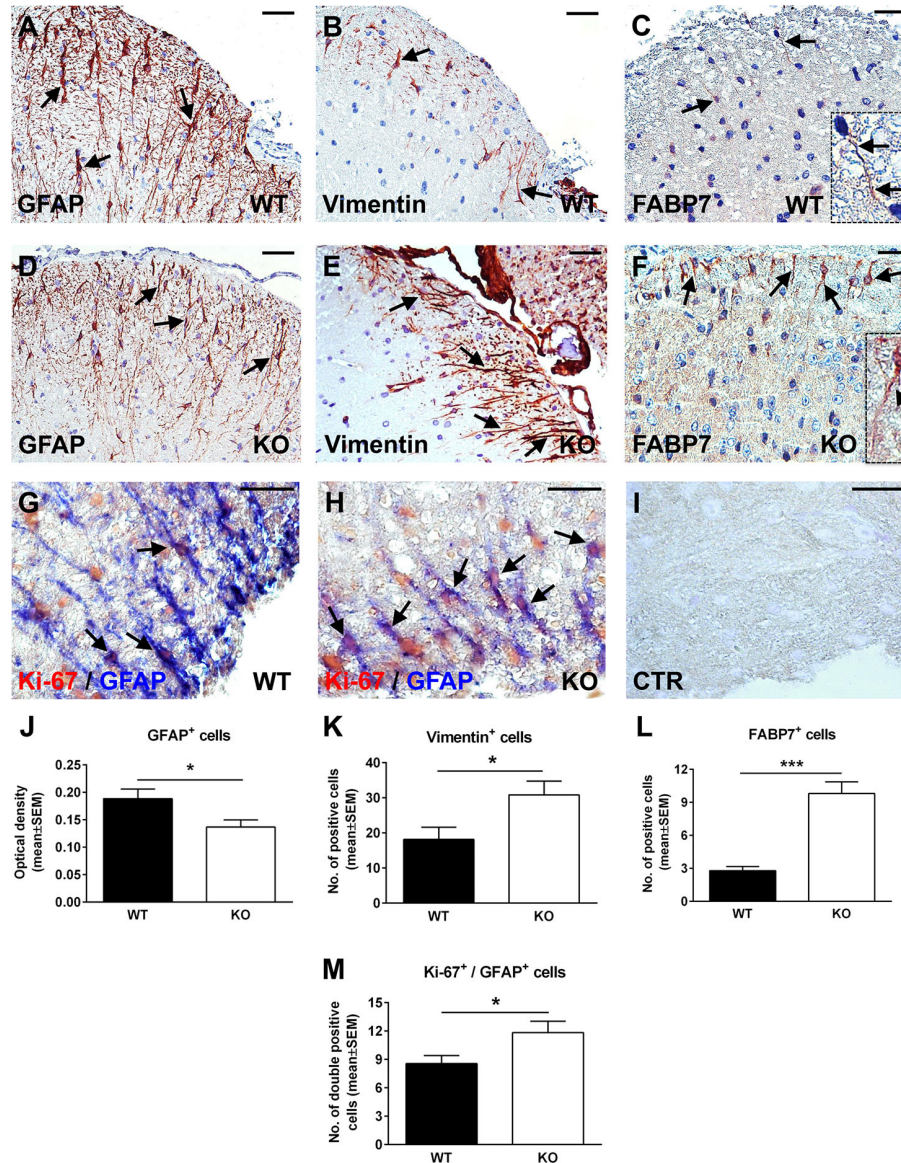 A
GFAP WT
B
Vimentin WT
C
FABP7 WT
D
GFAP KO
E
Vimentin KO
F
FABP7 KO
G
Ki-67 / GFAP WT
H
Ki-67 / GFAP KO
I
CTR
J
GFAP⁺ cells
Optical density
(mean±SEM)
0.25
0.20
0.15
0.10
0.05
0.00
*
WT KO
K
Vimentin⁺ cells
No. of positive cells
(mean±SEM)
40
30
20
10
0
*
WT KO
L
FABP7⁺ cells
No. of positive cells
(mean±SEM)
12
9
6
3
0
***
WT KO
M
Ki-67⁺ / GFAP⁺ cells
No. of double positive
cells (mean±SEM)
15
12
9
6
3
0
*
WT KO